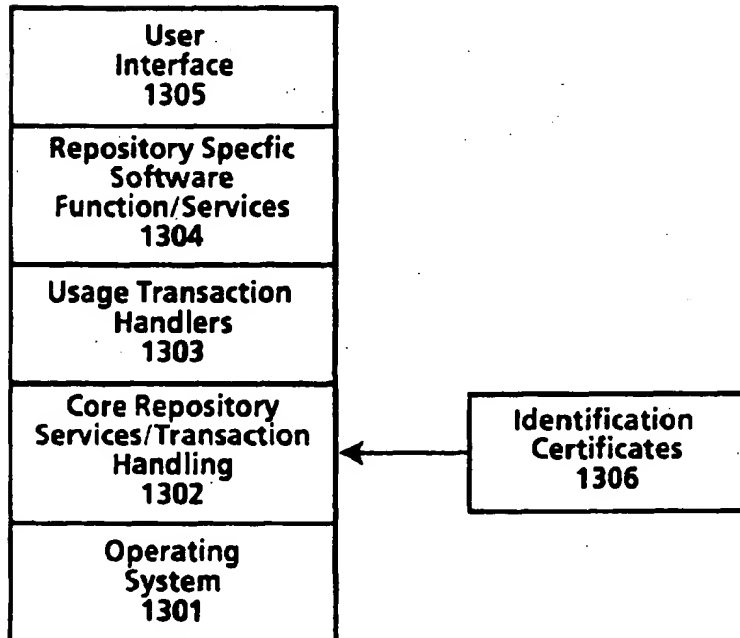 User
Interface
1305
Repository Specfic
Software
Function/Services
1304
Usage Transaction
Handlers
1303
Core Repository
Services/Transaction
Handling
1302
Identification
Certificates
1306
Operating
System
1301